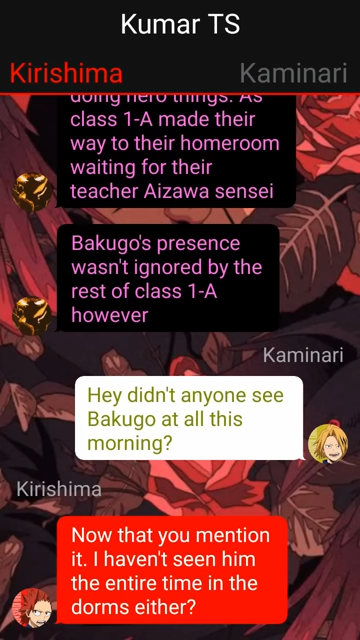 Kumar TS
Kirishima
Kaminari
doing hero things. As
class 1-A made their
way to their homeroom
waiting for their
teacher Aizawa sensei
Bakugo's presence
wasn't ignored by the
rest of class 1-A
however
Kaminari
Hey didn't anyone see
Bakugo at all this
morning?
Kirishima
Now that you mention
it. I haven't seen him
the entire time in the
dorms either?